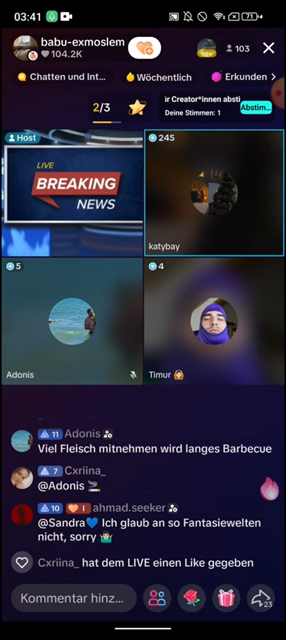 03:41
71
babu-exmoslem
104.2K
103
Chatten und Int...
Wöchentlich
Erkunden
2/3
ir Creator*innen absti
Deine Stimmen: 1
Abstim...
Host
LIVE
BREAKING
NEWS
245
katybay
5
Adonis
4
Timur
11 Adonis
Viel Fleisch mitnehmen wird langes Barbecue
7 Cxriina_
@Adonis 🚬
10 1 ahmad.seeker
@Sandra💙 Ich glaub an so Fantasiewelten
nicht, sorry 🤷🏻‍♂️
Cxriina_ hat dem LIVE einen Like gegeben
Kommentar hinz...
23